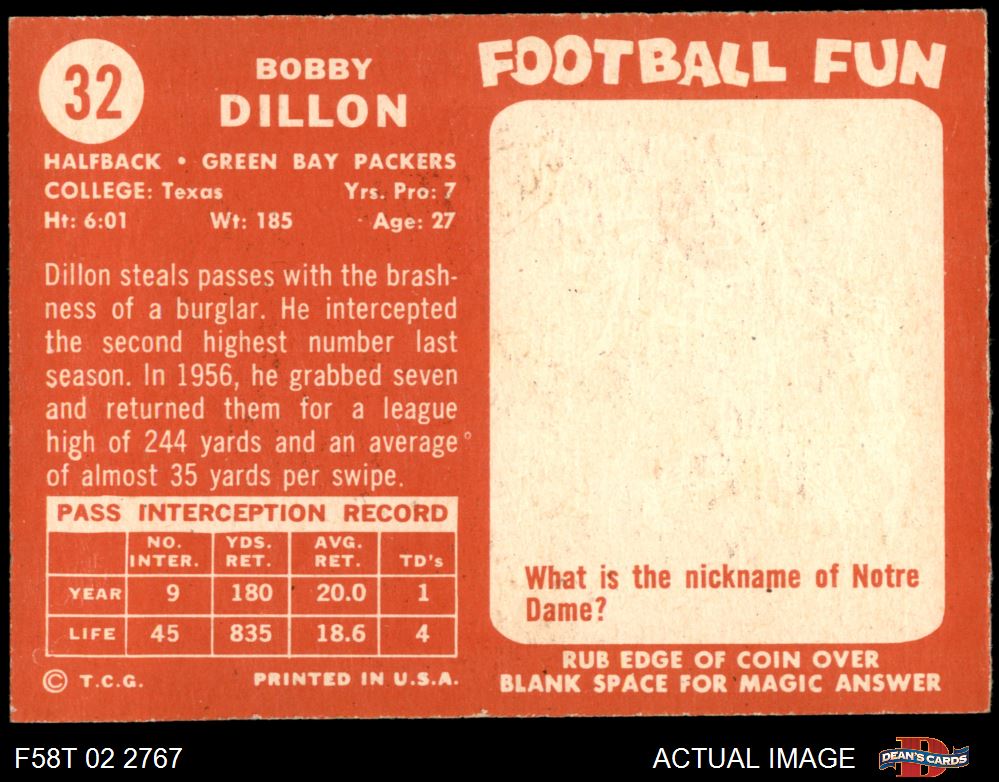 32
BOBBY
DILLON
HALFBACK • GREEN BAY PACKERS
COLLEGE: Texas Yrs. Pro: 7
Ht: 6:01 Wt: 185 Age: 27
Dillon steals passes with the brash-
ness of a burglar. He intercepted
the second highest number last
season. In 1956, he grabbed seven
and returned them for a league
high of 244 yards and an average
of almost 35 yards per swipe.
PASS INTERCEPTION RECORD
NO. INTER. YDS. RET. AVG. RET. TD's
YEAR 9 180 20.0 1
LIFE 45 835 18.6 4
© T.C.G. PRINTED IN U.S.A.
FOOTBALL FUN
What is the nickname of Notre
Dame?
RUB EDGE OF COIN OVER
BLANK SPACE FOR MAGIC ANSWER
F58T 02 2767
ACTUAL IMAGE
DEAN'S CARDS